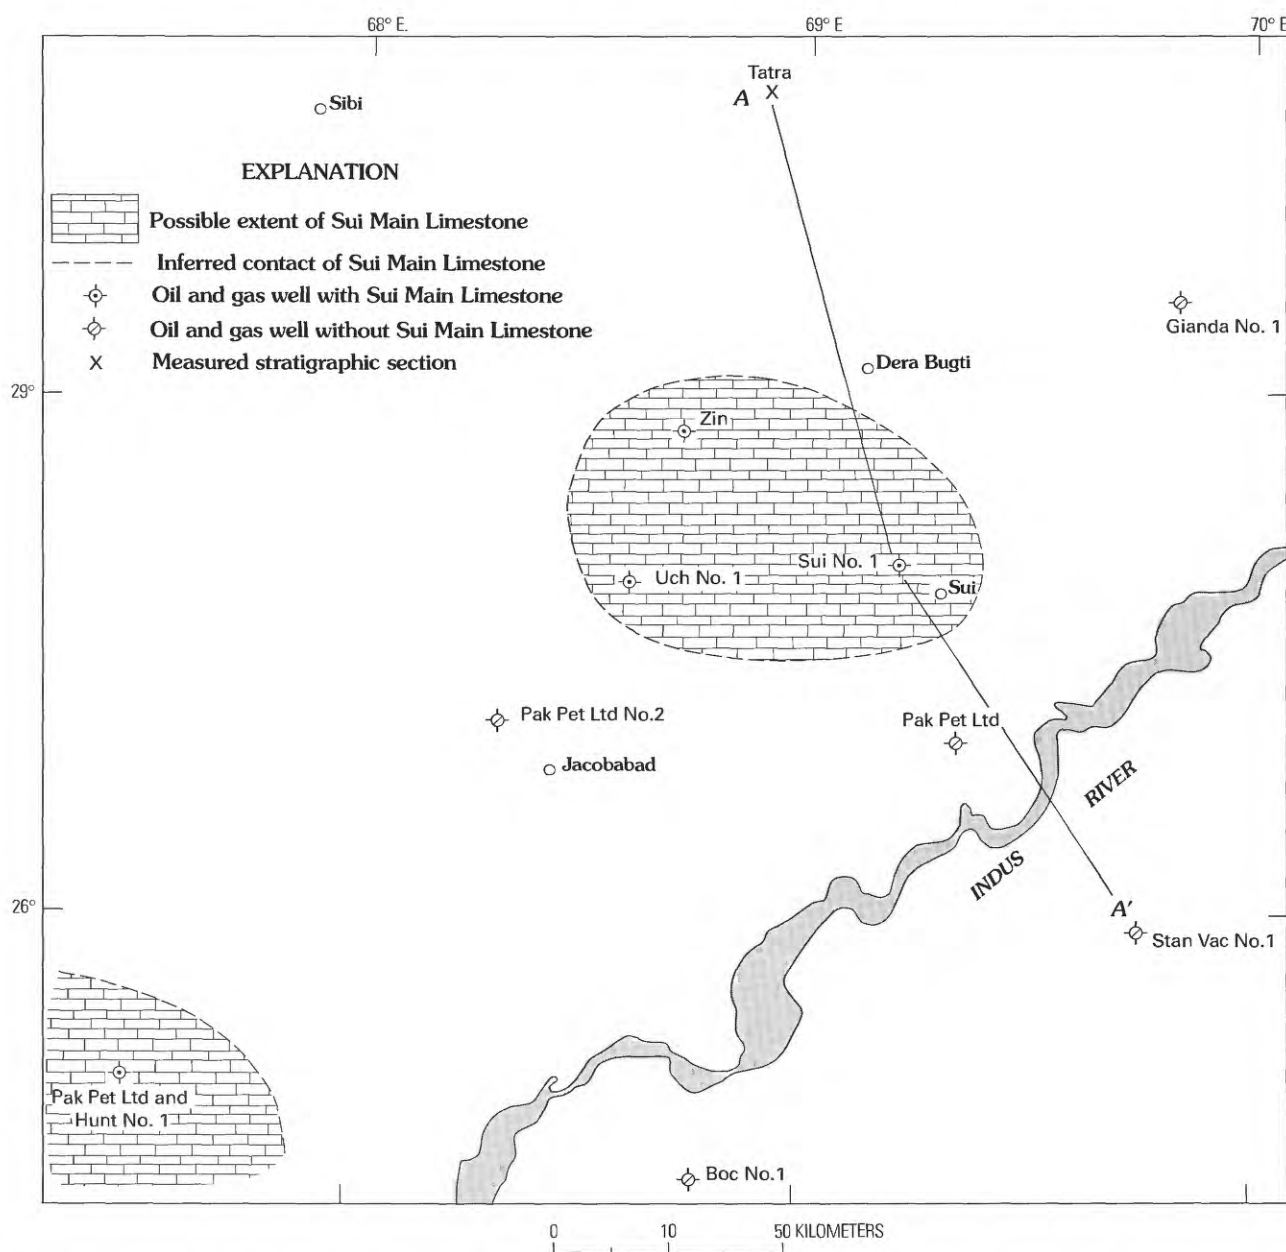 68° E.
69° E
70° E
Tatra
A
X
Sibi
EXPLANATION
Possible extent of Sui Main Limestone
Inferred contact of Sui Main Limestone
Oil and gas well with Sui Main Limestone
Oil and gas well without Sui Main Limestone
X Measured stratigraphic section
Gianda No. 1
Dera Bugti
29°
Zin
Sui No. 1
Uch No. 1
Sui
Pak Pet Ltd No.2
Pak Pet Ltd
Jacobabad
INDUS RIVER
26°
A'
Stan Vac No.1
Pak Pet Ltd and
Hunt No. 1
Boc No.1
0 10 50 KILOMETERS